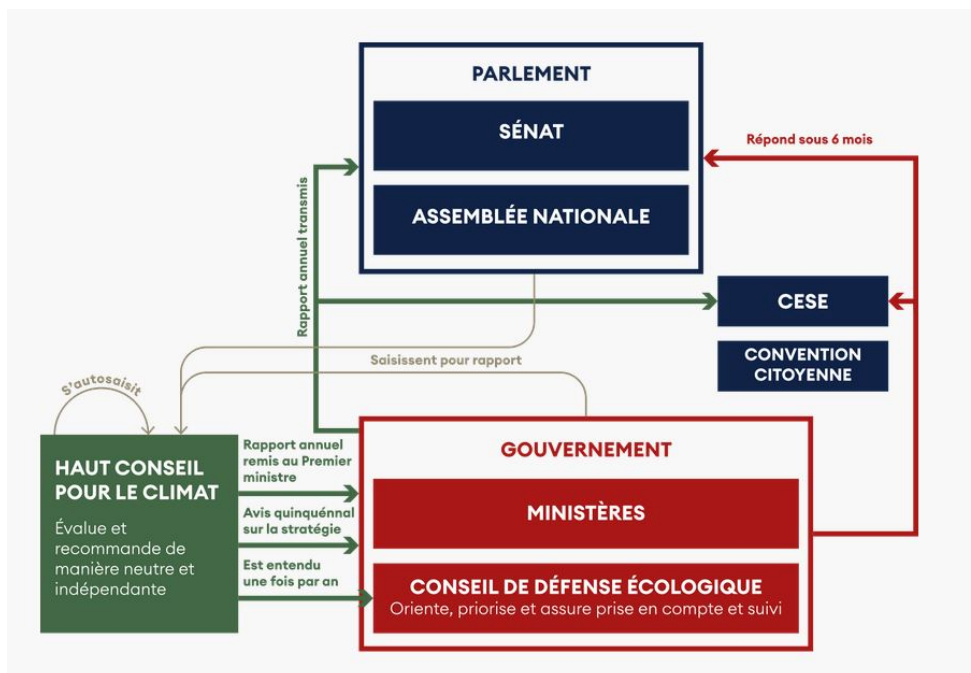 PARLEMENT
SÉNAT
ASSEMBLÉE NATIONALE
Répond sous 6 mois
Rapport annuel transmis
CESE
CONVENTION
CITOYENNE
Saisissent pour rapport
S'autosaisit
HAUT CONSEIL
POUR LE CLIMAT
Évalue et
recommande de
manière neutre et
indépendante
Rapport annuel
remis au Premier
ministre
Avis quinquénnal
sur la stratégie
Est entendu
une fois par an
GOUVERNEMENT
MINISTÈRES
CONSEIL DE DÉFENSE ÉCOLOGIQUE
Oriente, priorise et assure prise en compte et suivi